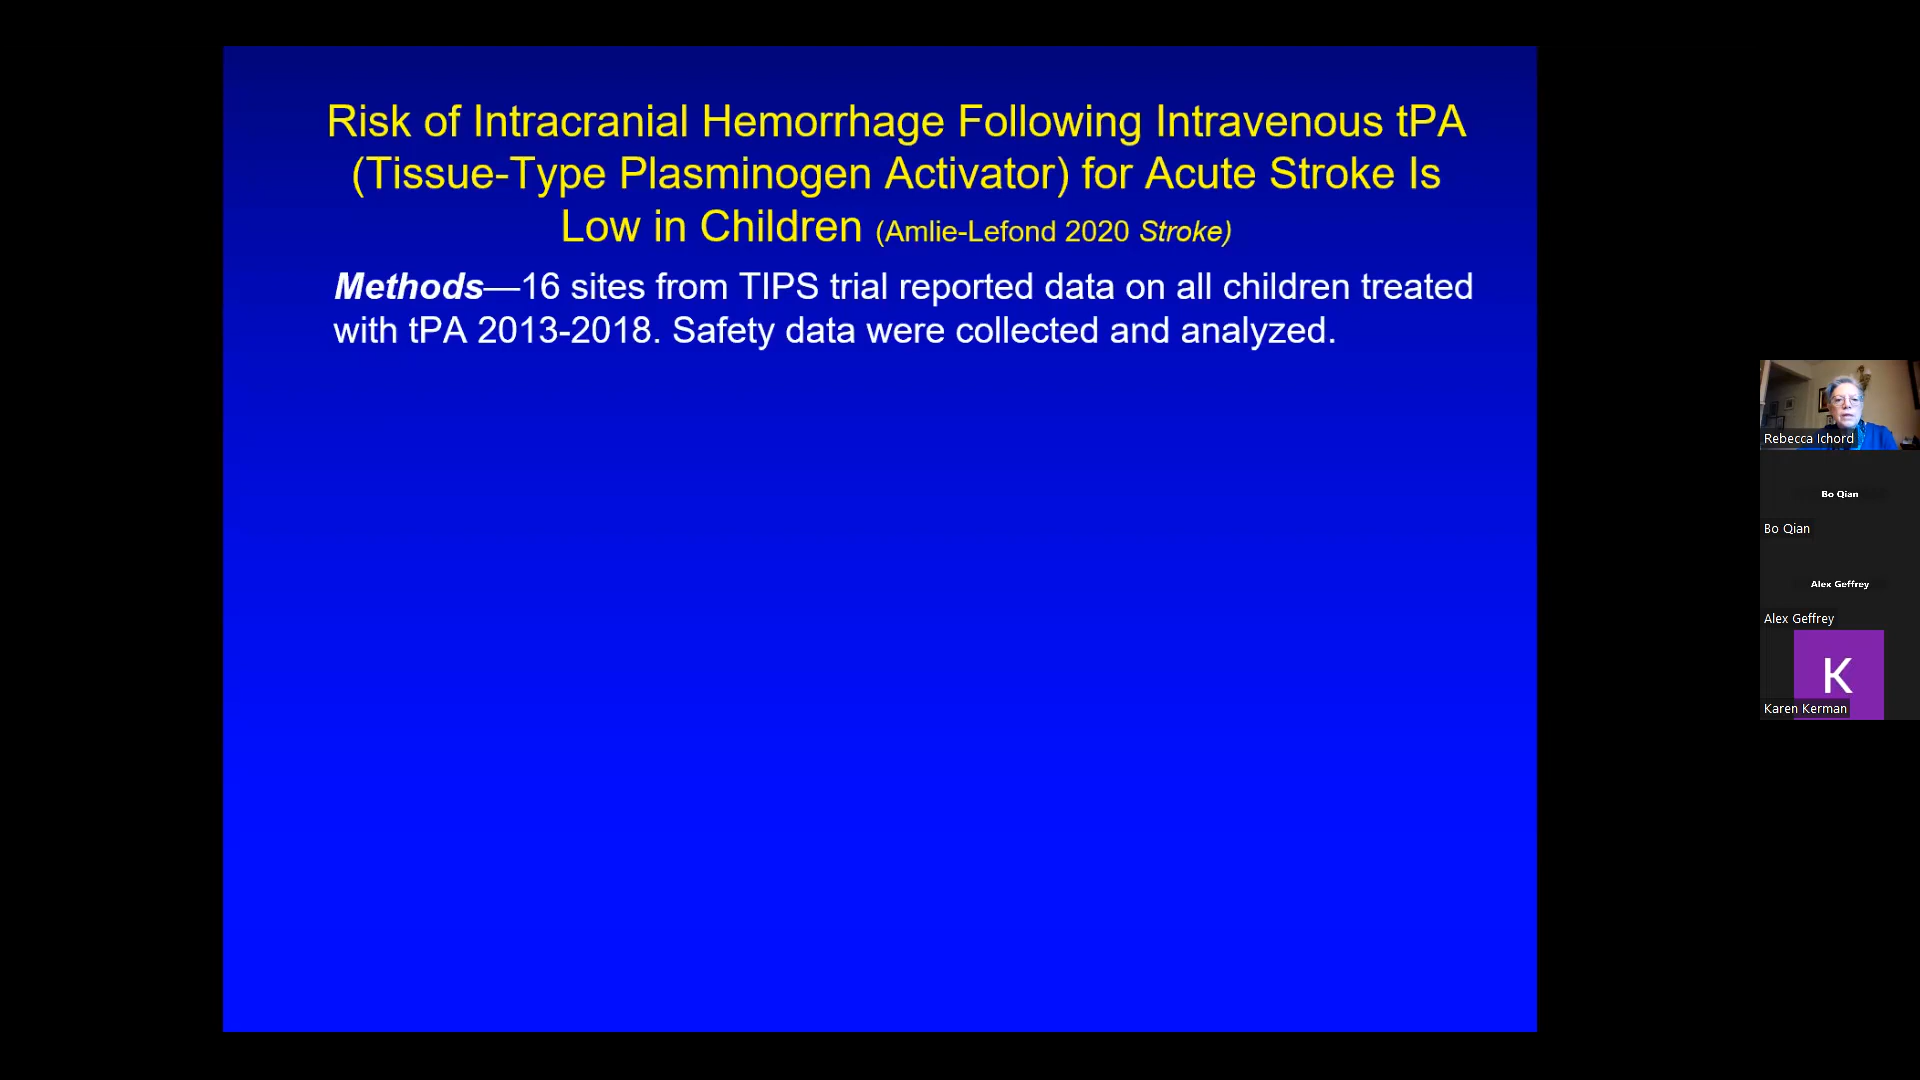 Risk of Intracranial Hemorrhage Following Intravenous tPA
(Tissue-Type Plasminogen Activator) for Acute Stroke Is
Low in Children (Amlie-Lefond 2020 Stroke)
Methods—16 sites from TIPS trial reported data on all children treated
with tPA 2013-2018. Safety data were collected and analyzed.
Rebecca Ichord
Bo Qian
Bo Qian
Alex Geffrey
Alex Geffrey
K
Karen Kerman